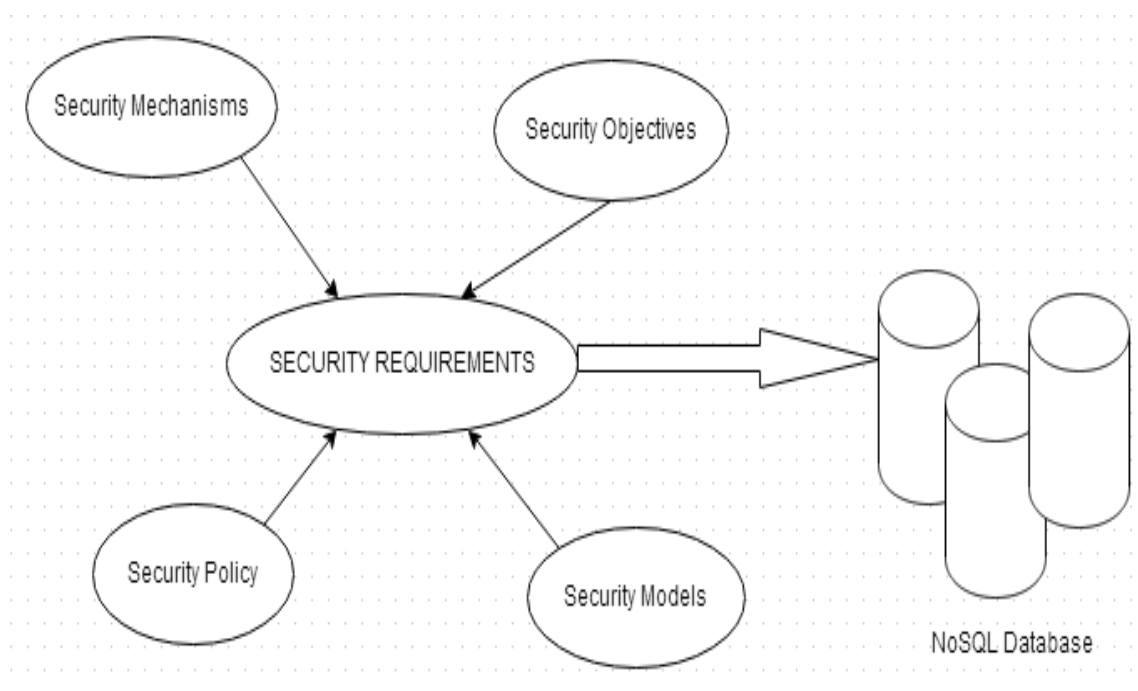 Security Mechanisms
Security Objectives
SECURITY REQUIREMENTS
Security Policy
Security Models
NoSQL Database